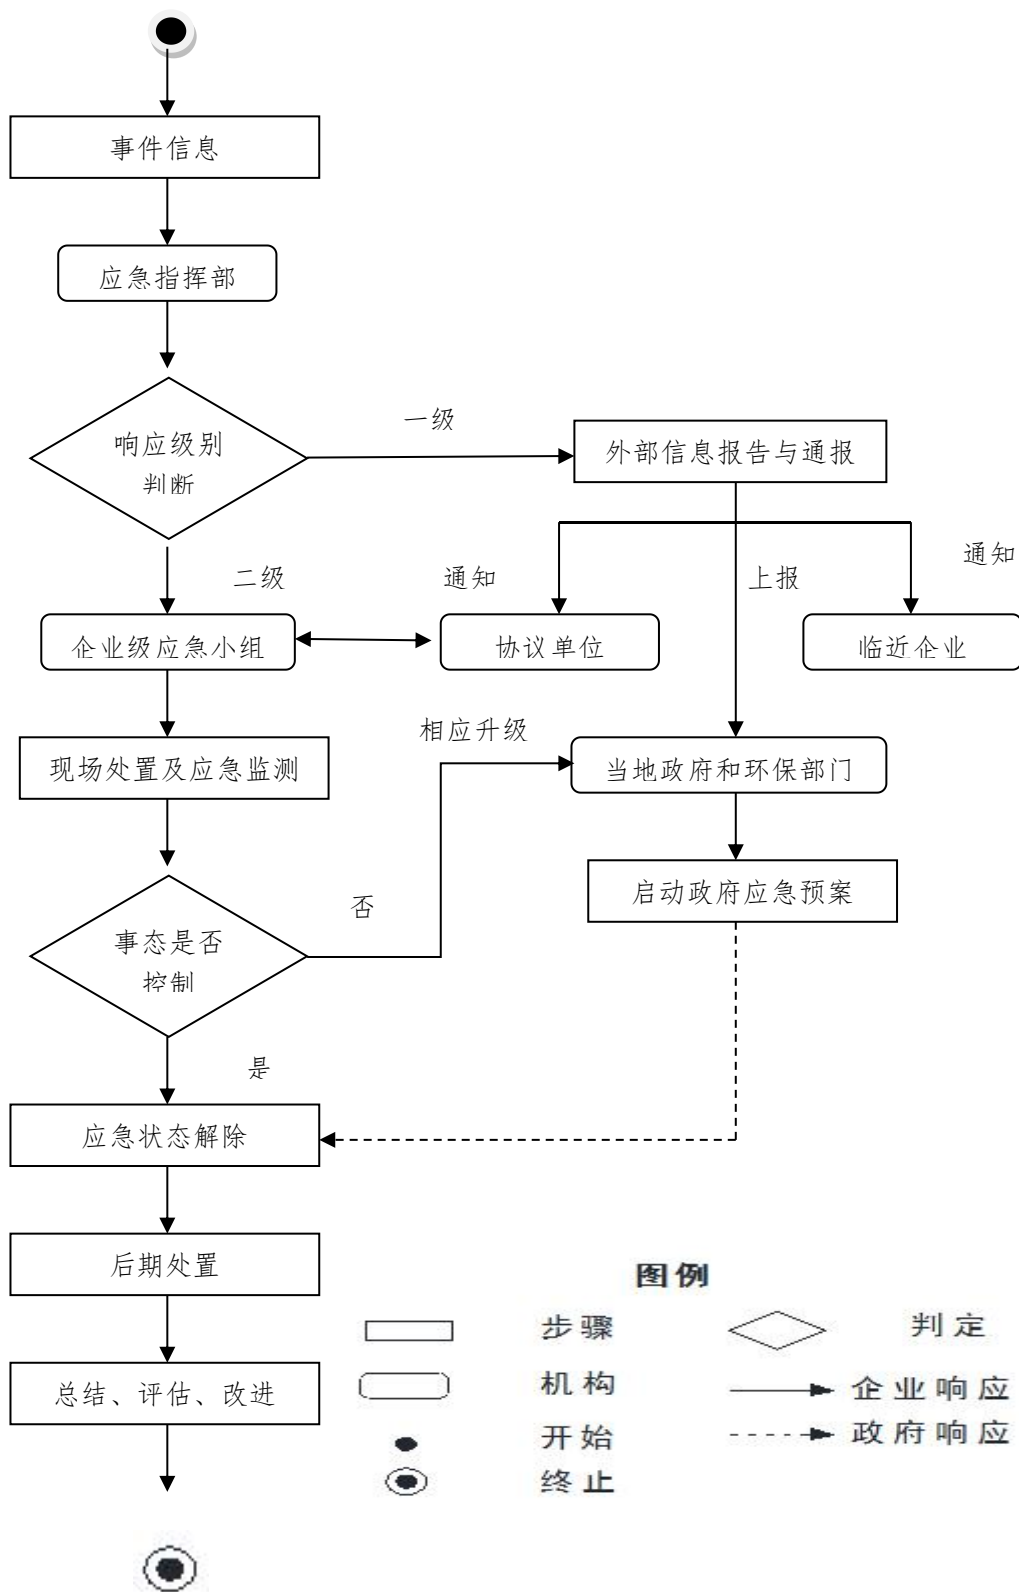 事件信息
应急指挥部
一级
响应级别
判断
外部信息报告与通报
二级
通知
上报
通知
企业级应急小组
协议单位
临近企业
相应升级
现场处置及应急监测
当地政府和环保部门
启动政府应急预案
否
事态是否
控制
是
应急状态解除
后期处置
总结、评估、改进
图例
步骤
判定
机构
企业响应
开始
政府响应
终止